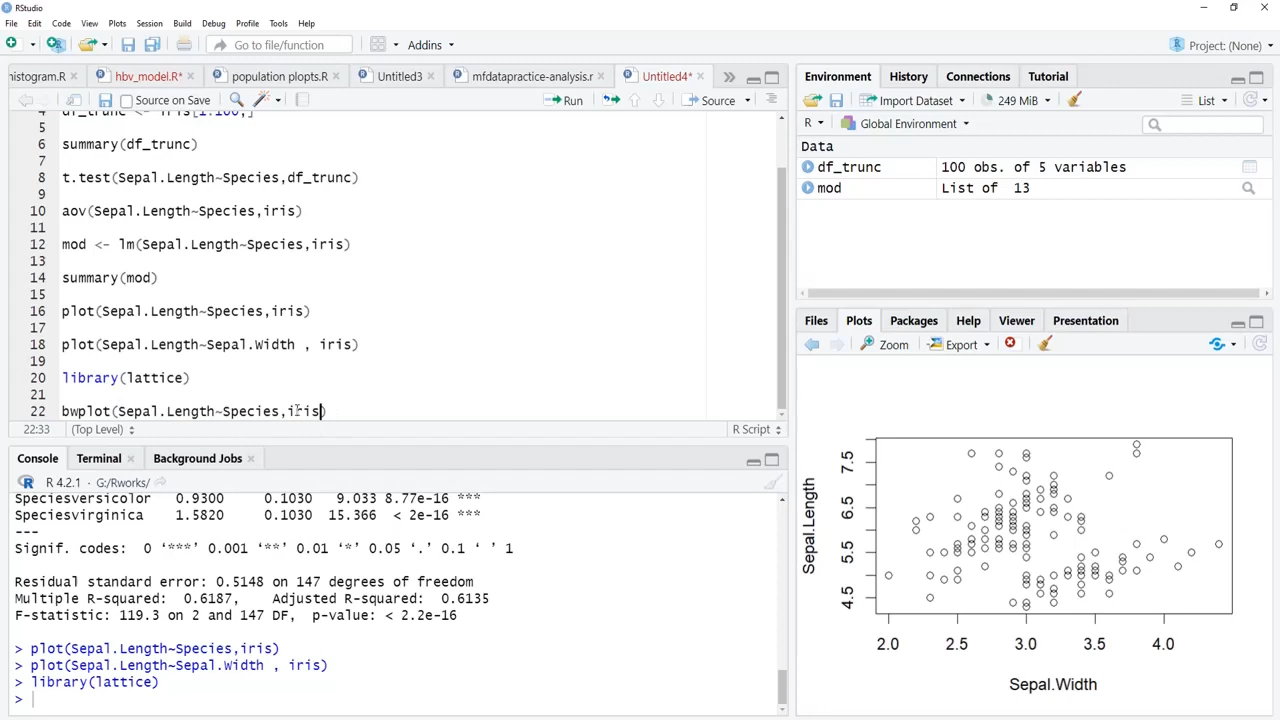 RStudio
File Edit Code View Plots Session Build Debug Profile Tools Help
Go to file/function Addins Project: (None)
histogram.R hbv_model.R* population plopts.R Untitled3 mfdatapractice-analysis.r Untitled4*
Source on Save Run Source
4 df_trunc <- iris[1:100,]
5
6 summary(df_trunc)
7
8 t.test(Sepal.Length~Species,df_trunc)
9
10 aov(Sepal.Length~Species,iris)
11
12 mod <- lm(Sepal.Length~Species,iris)
13
14 summary(mod)
15
16 plot(Sepal.Length~Species,iris)
17
18 plot(Sepal.Length~Sepal.Width , iris)
19
20 library(lattice)
21
22 bwplot(Sepal.Length~Species,iris)
22:33 (Top Level) R Script
Console Terminal Background Jobs
R 4.2.1 · G:/Rworks/
Speciesversicolor 0.9300 0.1030 9.033 8.77e-16 ***
Speciesvirginica 1.5820 0.1030 15.366 < 2e-16 ***
---
Signif. codes: 0 ‘***’ 0.001 ‘**’ 0.01 ‘*’ 0.05 ‘.’ 0.1 ‘ ’ 1
Residual standard error: 0.5148 on 147 degrees of freedom
Multiple R-squared: 0.6187, Adjusted R-squared: 0.6135
F-statistic: 119.3 on 2 and 147 DF, p-value: < 2.2e-16
> plot(Sepal.Length~Species,iris)
> plot(Sepal.Length~Sepal.Width , iris)
> library(lattice)
>
Environment History Connections Tutorial
Import Dataset 249 MiB List
R Global Environment
Data
df_trunc 100 obs. of 5 variables
mod List of 13
Files Plots Packages Help Viewer Presentation
Zoom Export
Sepal.Length
7.5
6.5
5.5
4.5
2.0 2.5 3.0 3.5 4.0
Sepal.Width